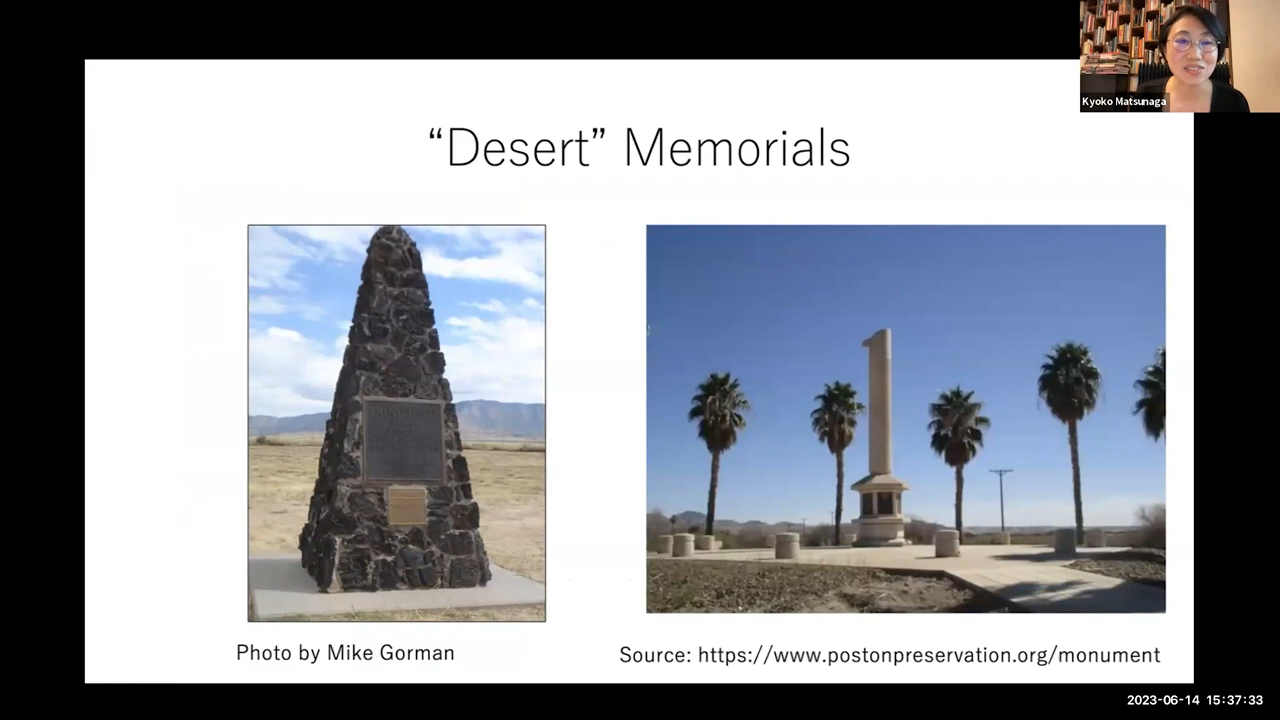 Kyoko Matsunaga
“Desert” Memorials
Photo by Mike Gorman
Source: https://www.postonpreservation.org/monument
2023-06-14 15:37:33